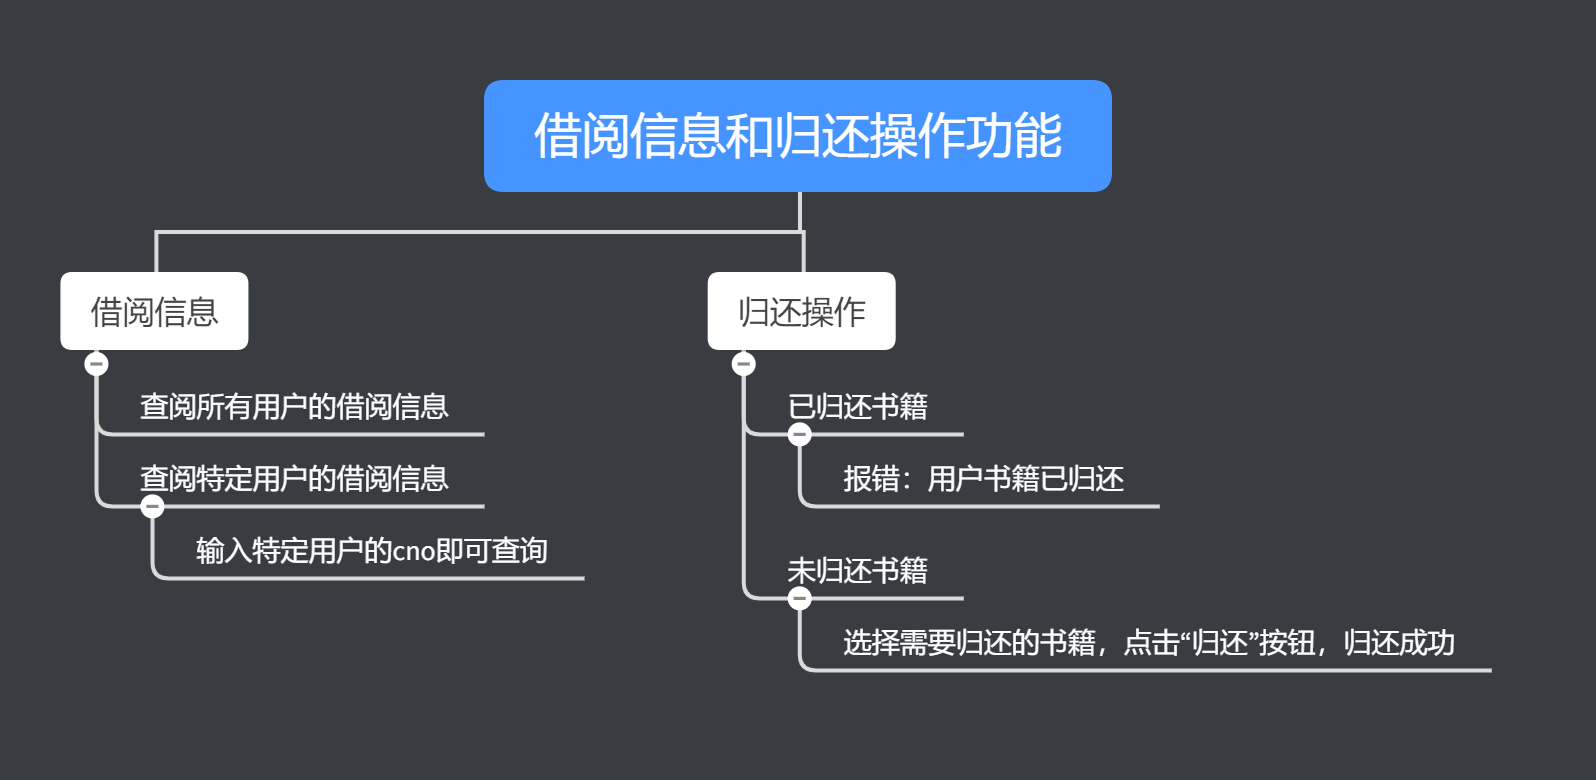 借阅信息和归还操作功能
借阅信息
查阅所有用户的借阅信息
查阅特定用户的借阅信息
输入特定用户的cno即可查询
归还操作
已归还书籍
报错：用户书籍已归还
未归还书籍
选择需要归还的书籍，点击“归还”按钮，归还成功